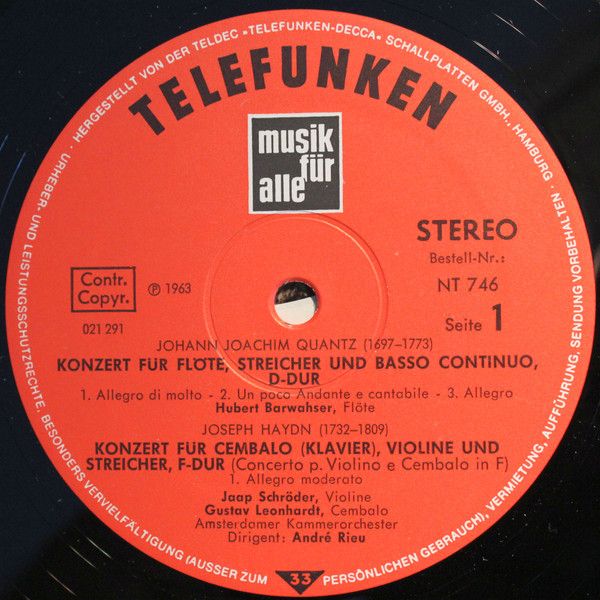 URHEBER- UND LEISTUNGSSCHUTZRECHTE, BESONDERS VERVIELFÄLTIGUNG (AUSSER ZUM PERSÖNLICHEN GEBRAUCH), VERMIETUNG, AUFFÜHRUNG, SENDUNG VORBEHALTEN · HERGESTELLT VON DER TELDEC »TELEFUNKEN-DECCA« SCHALLPLATTEN GMBH., HAMBURG ·
TELEFUNKEN
musik
für
alle
STEREO
Bestell-Nr.:
NT 746
Seite 1
Contr.
Copyr.
℗ 1963
021 291
JOHANN JOACHIM QUANTZ (1697–1773)
KONZERT FÜR FLÖTE, STREICHER UND BASSO CONTINUO,
D-DUR
1. Allegro di molto - 2. Un poco Andante e cantabile - 3. Allegro
Hubert Barwahser, Flöte
JOSEPH HAYDN (1732–1809)
KONZERT FÜR CEMBALO (KLAVIER), VIOLINE UND
STREICHER, F-DUR (Concerto p. Violino e Cembalo in F)
1. Allegro moderato
Jaap Schröder, Violine
Gustav Leonhardt, Cembalo
Amsterdamer Kammerorchester
Dirigent: André Rieu
33